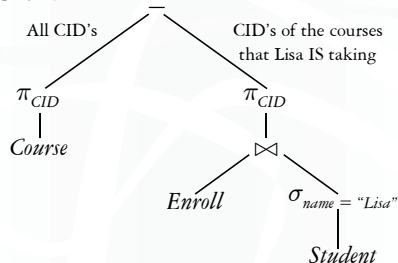 −
All CID's
CID's of the courses
that Lisa IS taking
π_CID
π_CID
Course
⋈
Enroll
σ_name = “Lisa”
Student